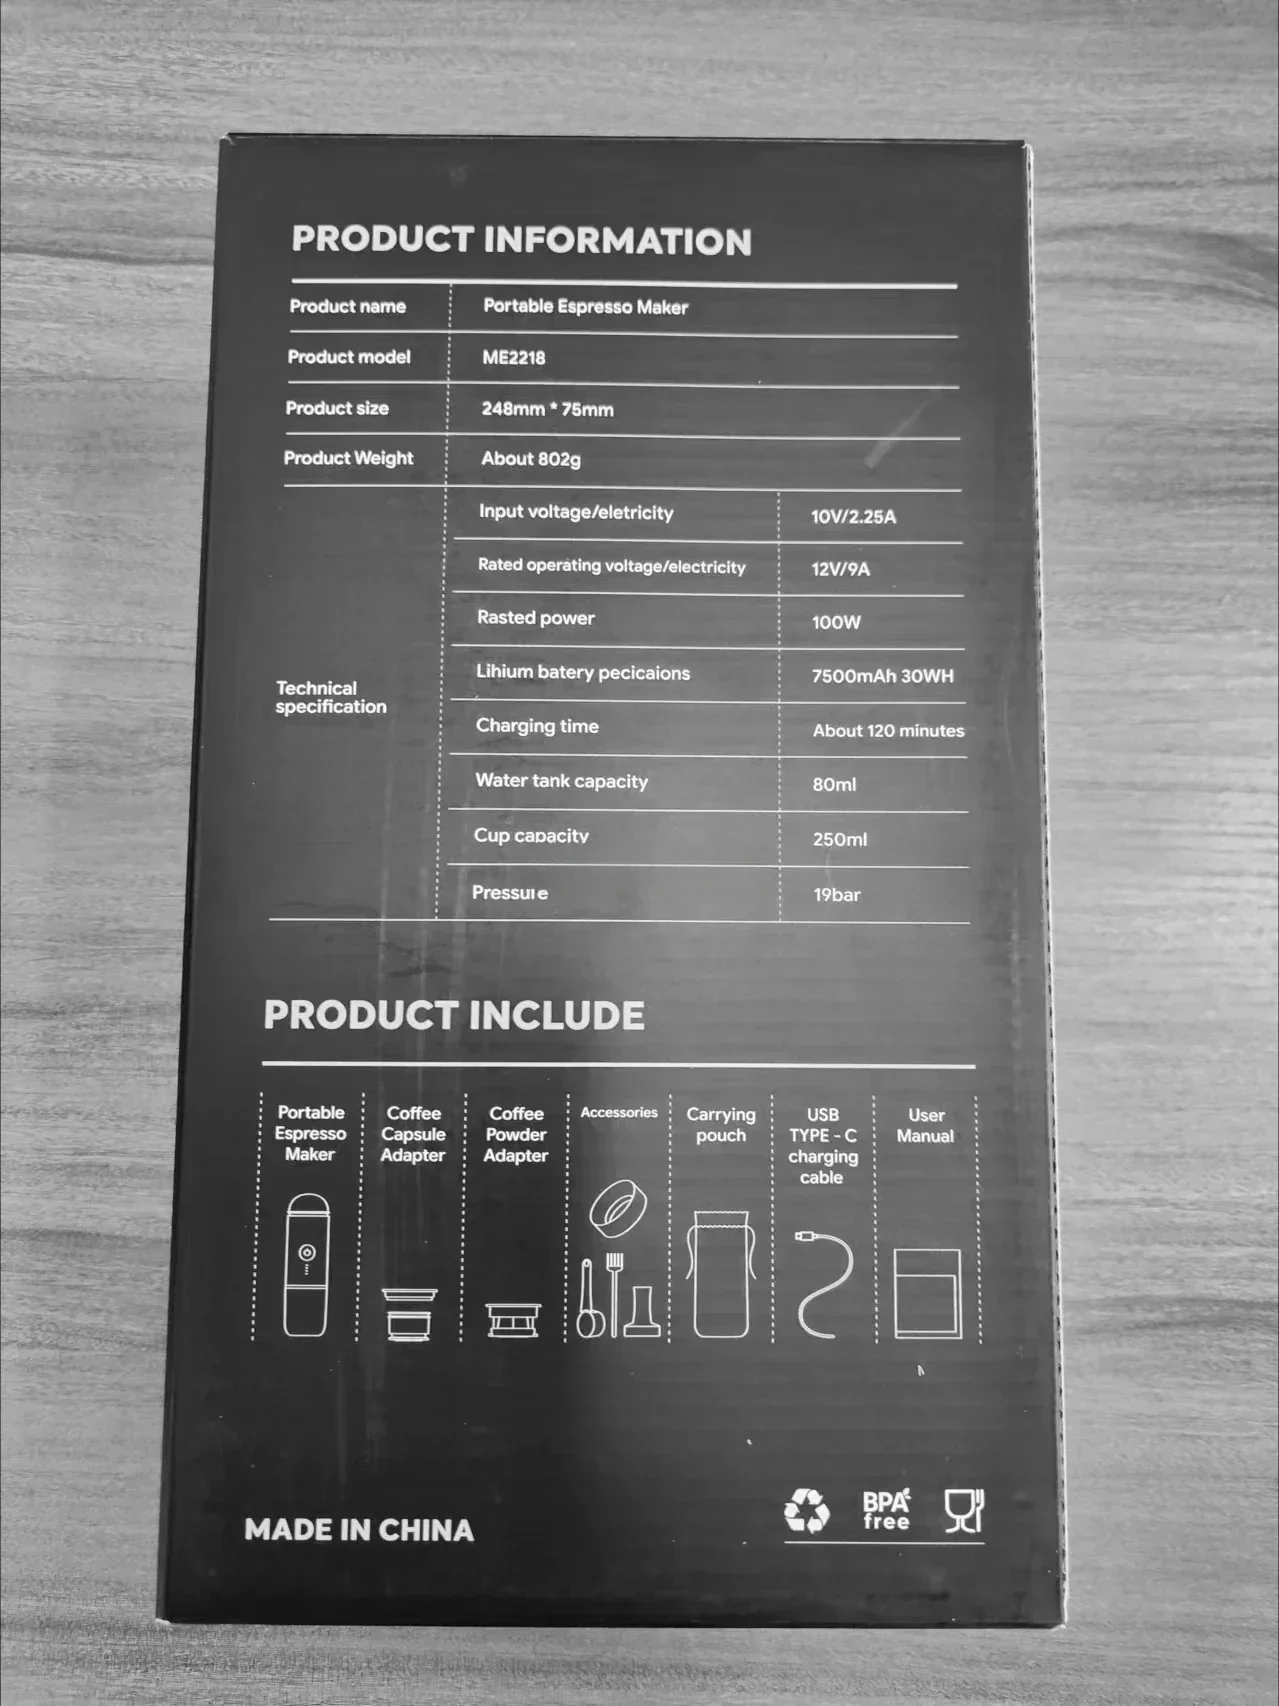 PRODUCT INFORMATION
Product name Portable Espresso Maker
Product model ME2218
Product size 248mm * 75mm
Product Weight About 802g
Technical
specification
Input voltage/eletricity 10V/2.25A
Rated operating voltage/electricity 12V/9A
Rasted power 100W
Lihium batery pecicaions 7500mAh 30WH
Charging time About 120 minutes
Water tank capacity 80ml
Cup capacity 250ml
Pressure 19bar
PRODUCT INCLUDE
Portable
Espresso
Maker
Coffee
Capsule
Adapter
Coffee
Powder
Adapter
Accessories
Carrying
pouch
USB
TYPE - C
charging
cable
User
Manual
MADE IN CHINA
BPA
free